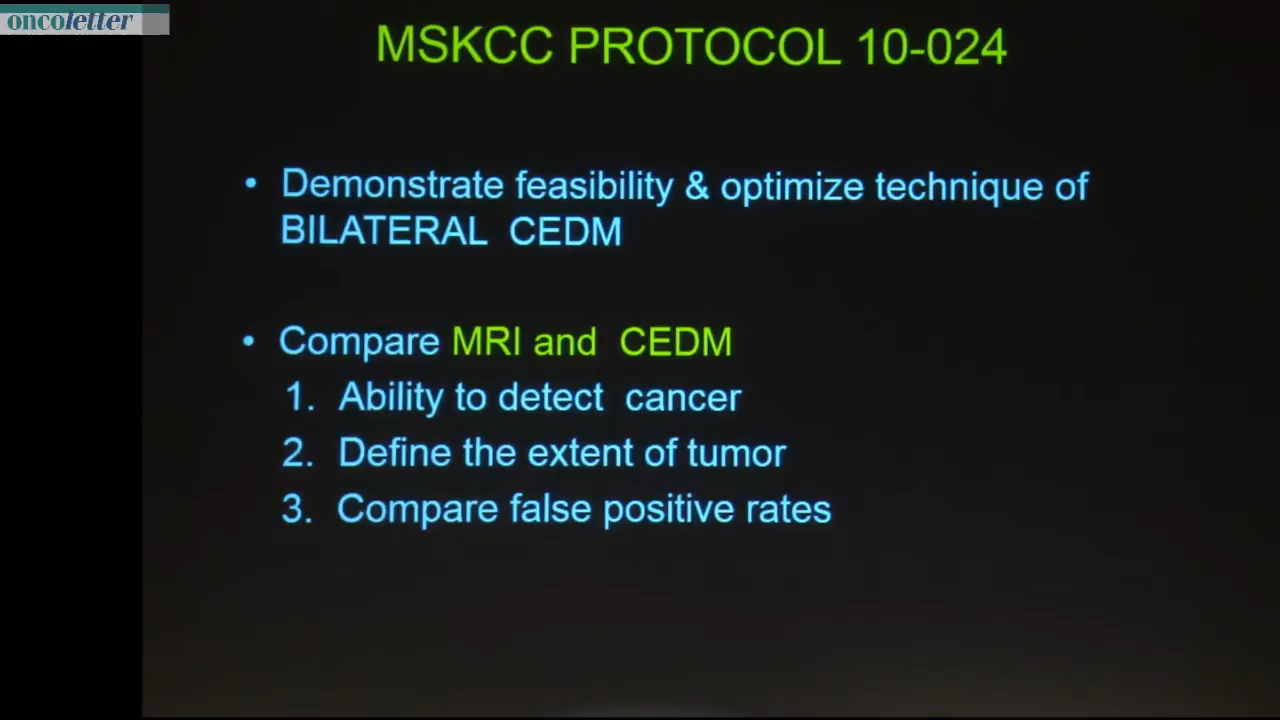 oncoletter
MSKCC PROTOCOL 10-024
• Demonstrate feasibility & optimize technique of
BILATERAL CEDM
• Compare MRI and CEDM
1. Ability to detect cancer
2. Define the extent of tumor
3. Compare false positive rates